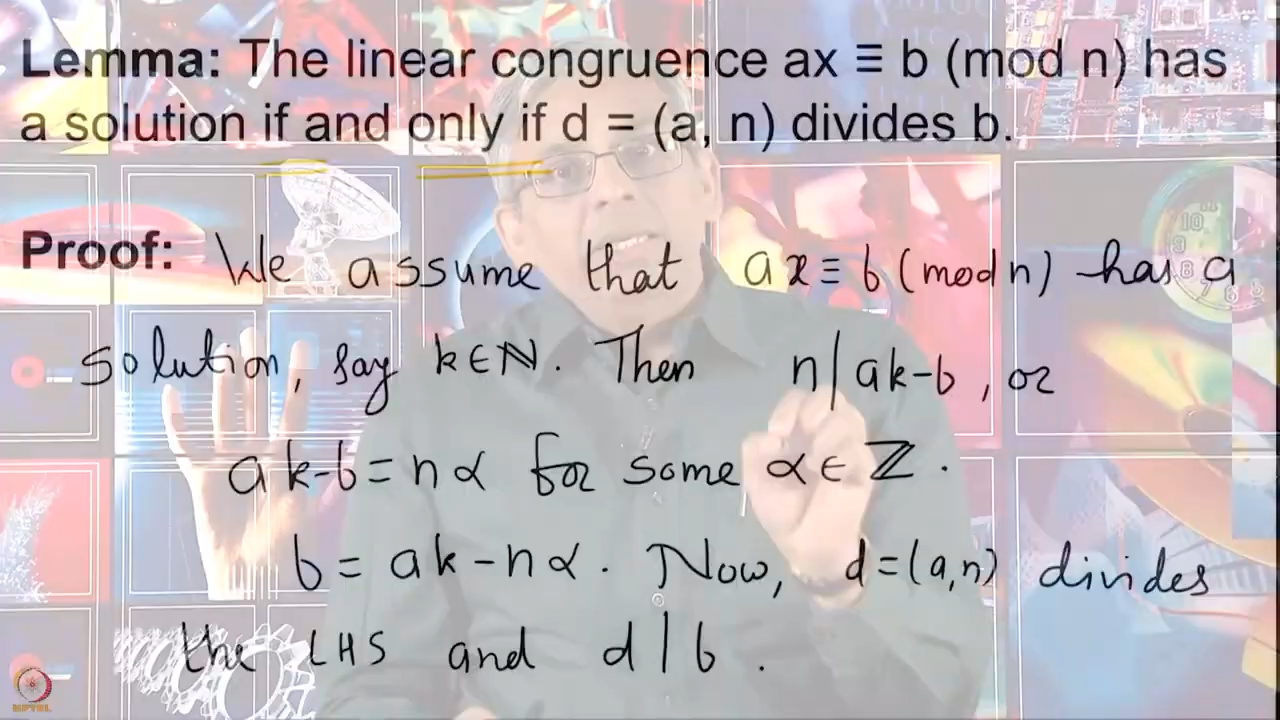 Lemma: The linear congruence ax ≡ b (mod n) has
a solution if and only if d = (a, n) divides b.
Proof: We assume that ax ≡ b (mod n) has a
solution, say k ∈ ℕ. Then n | ak-b, or
ak-b = nα for some α ∈ ℤ.
b = ak - nα. Now, d = (a,n) divides
the LHS and d | b.
NPTEL